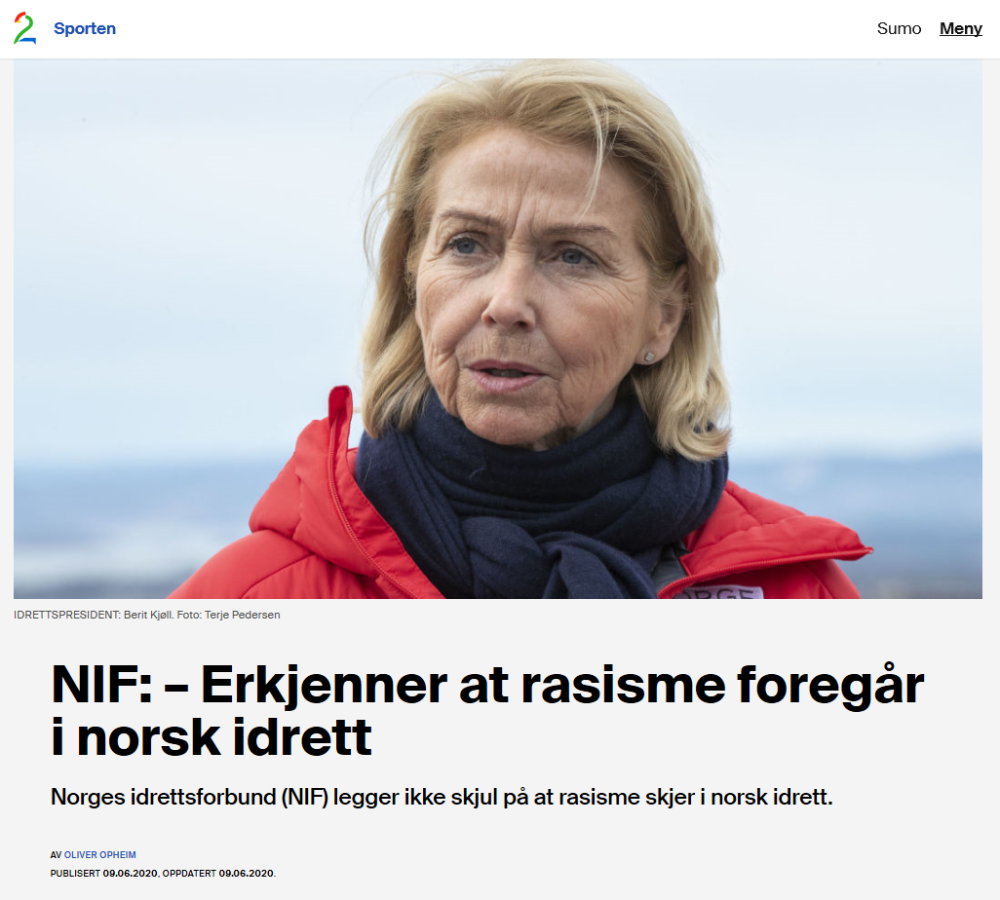 2 Sporten
Sumo Meny
IDRETTSPRESIDENT: Berit Kjøll. Foto: Terje Pedersen
NIF: – Erkjenner at rasisme foregår
i norsk idrett
Norges idrettsforbund (NIF) legger ikke skjul på at rasisme skjer i norsk idrett.
AV OLIVER OPHEIM
PUBLISERT 09.06.2020, OPPDATERT 09.06.2020.